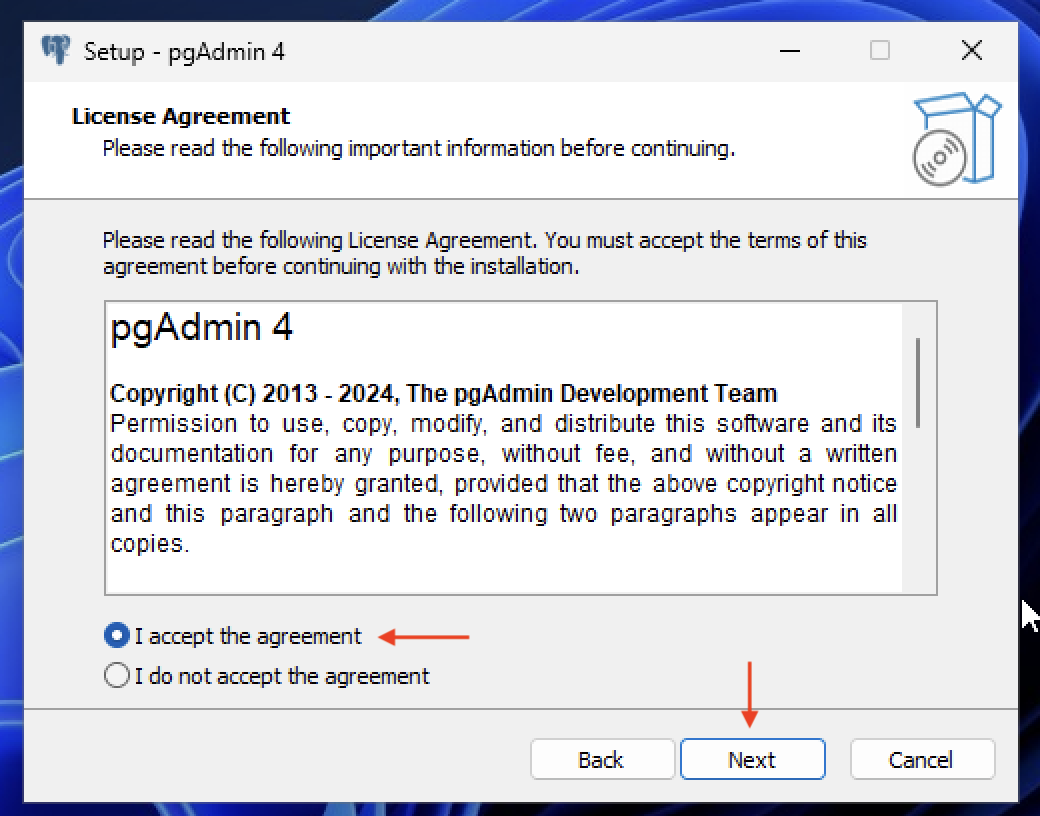 Setup - pgAdmin 4
License Agreement
Please read the following important information before continuing.
Please read the following License Agreement. You must accept the terms of this
agreement before continuing with the installation.
pgAdmin 4
Copyright (C) 2013 - 2024, The pgAdmin Development Team
Permission to use, copy, modify, and distribute this software and its
documentation for any purpose, without fee, and without a written
agreement is hereby granted, provided that the above copyright notice
and this paragraph and the following two paragraphs appear in all
copies.
I accept the agreement
I do not accept the agreement
Back Next Cancel